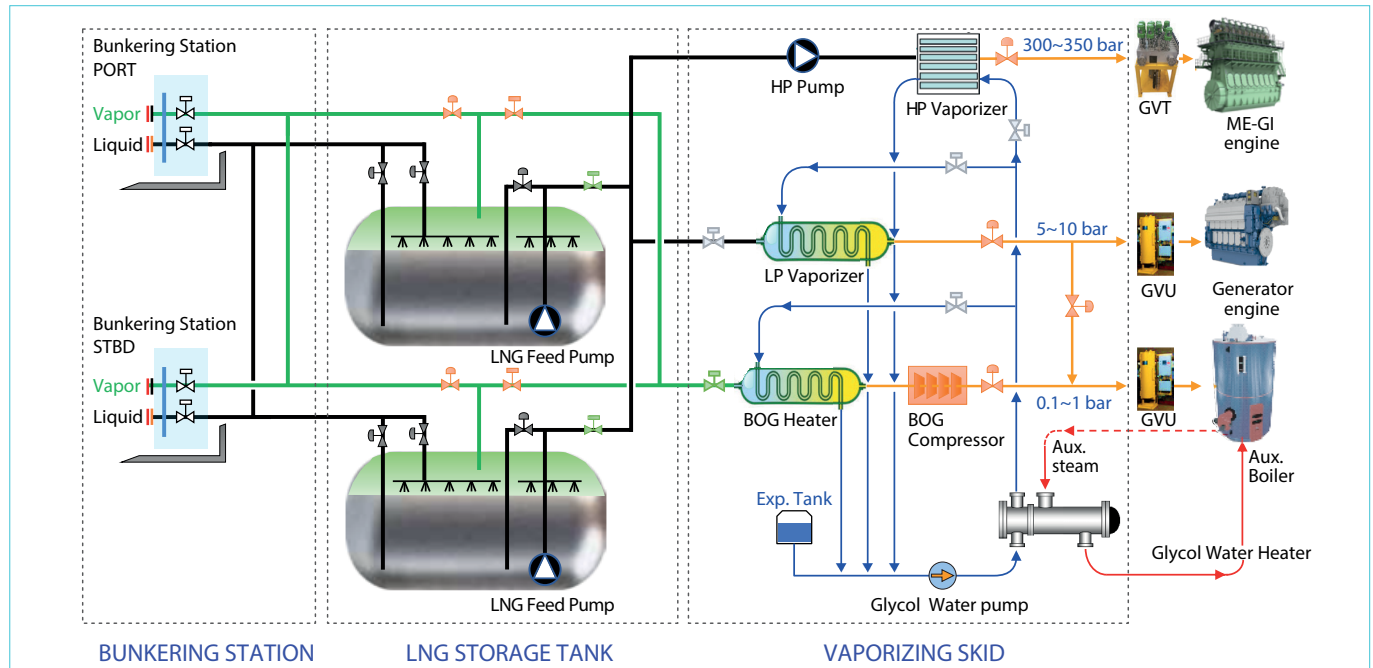 Bunkering Station
PORT
Vapor
Liquid
HP Pump
HP Vaporizer
300~350 bar
GVT
ME-GI
engine
LNG Feed Pump
LP Vaporizer
5~10 bar
GVU
Generator
engine
Bunkering Station
STBD
Vapor
Liquid
BOG Heater
BOG
Compressor
0.1~1 bar
GVU
Aux.
steam
Aux.
Boiler
Exp. Tank
Glycol Water Heater
LNG Feed Pump
Glycol Water pump
BUNKERING STATION
LNG STORAGE TANK
VAPORIZING SKID